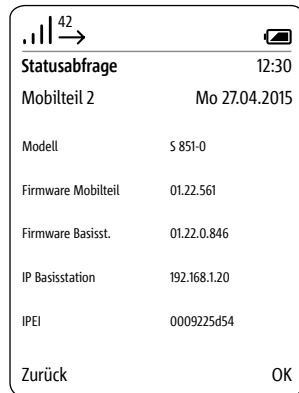 42
Statusabfrage 12:30
Mobilteil 2 Mo 27.04.2015
Modell S 851-0
Firmware Mobilteil 01.22.561
Firmware Basisst. 01.22.0.846
IP Basisstation 192.168.1.20
IPEI 0009225d54
Zurück OK